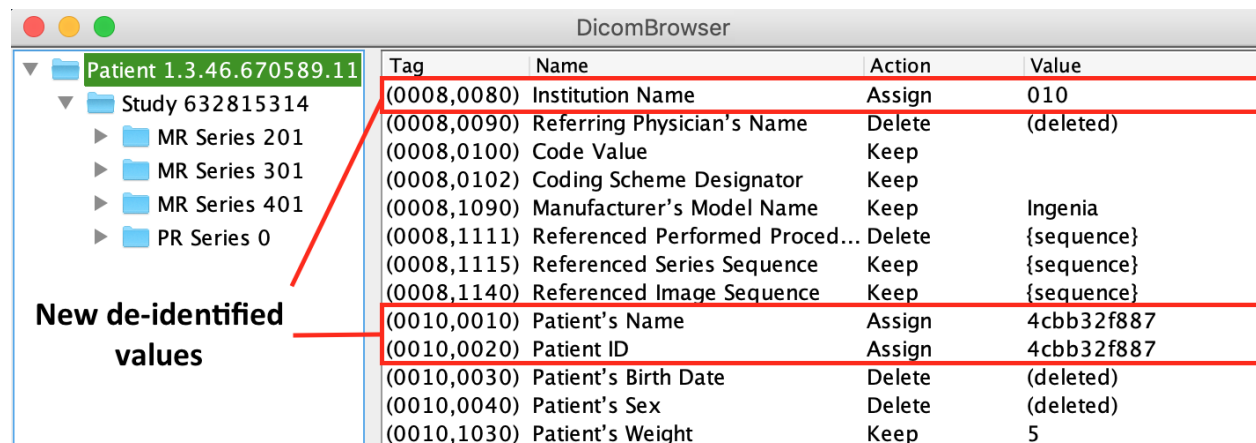 DicomBrowser
Patient 1.3.46.670589.11
Study 632815314
MR Series 201
MR Series 301
MR Series 401
PR Series 0
New de-identified
values
Tag Name Action Value
(0008,0080) Institution Name Assign 010
(0008,0090) Referring Physician's Name Delete (deleted)
(0008,0100) Code Value Keep
(0008,0102) Coding Scheme Designator Keep
(0008,1090) Manufacturer's Model Name Keep Ingenia
(0008,1111) Referenced Performed Proced... Delete {sequence}
(0008,1115) Referenced Series Sequence Keep {sequence}
(0008,1140) Referenced Image Sequence Keep {sequence}
(0010,0010) Patient's Name Assign 4cbb32f887
(0010,0020) Patient ID Assign 4cbb32f887
(0010,0030) Patient's Birth Date Delete (deleted)
(0010,0040) Patient's Sex Delete (deleted)
(0010,1030) Patient's Weight Keep 5